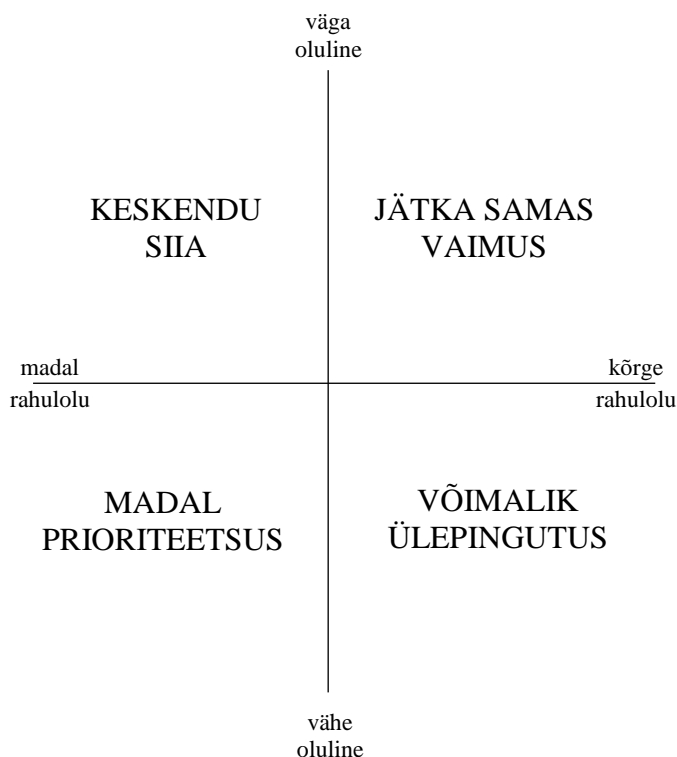 väga
oluline
KESKENDU
SIIA
JÄTKA SAMAS
VAIMUS
madal
rahulolu
kõrge
rahulolu
MADAL
PRIORITEETSUS
VÕIMALIK
ÜLEPINGUTUS
vähe
oluline